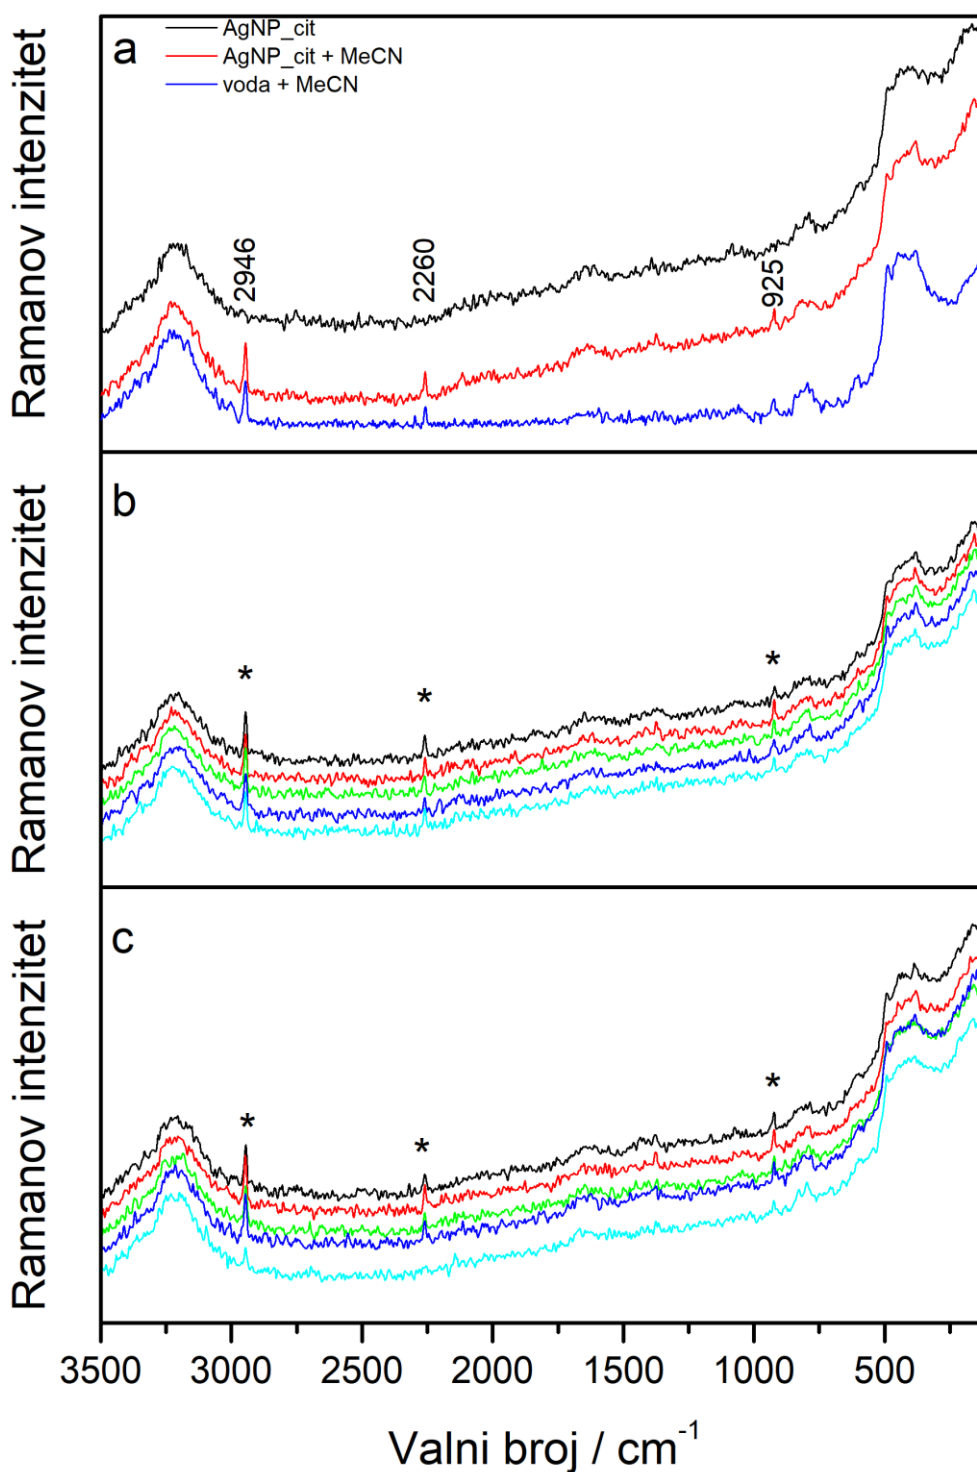 Ramanov intenzitet
a
AgNP_cit
AgNP_cit + MeCN
voda + MeCN
2946
2260
925
Ramanov intenzitet
b
*
*
*
Ramanov intenzitet
c
*
*
*
3500 3000 2500 2000 1500 1000 500
Valni broj / cm⁻¹